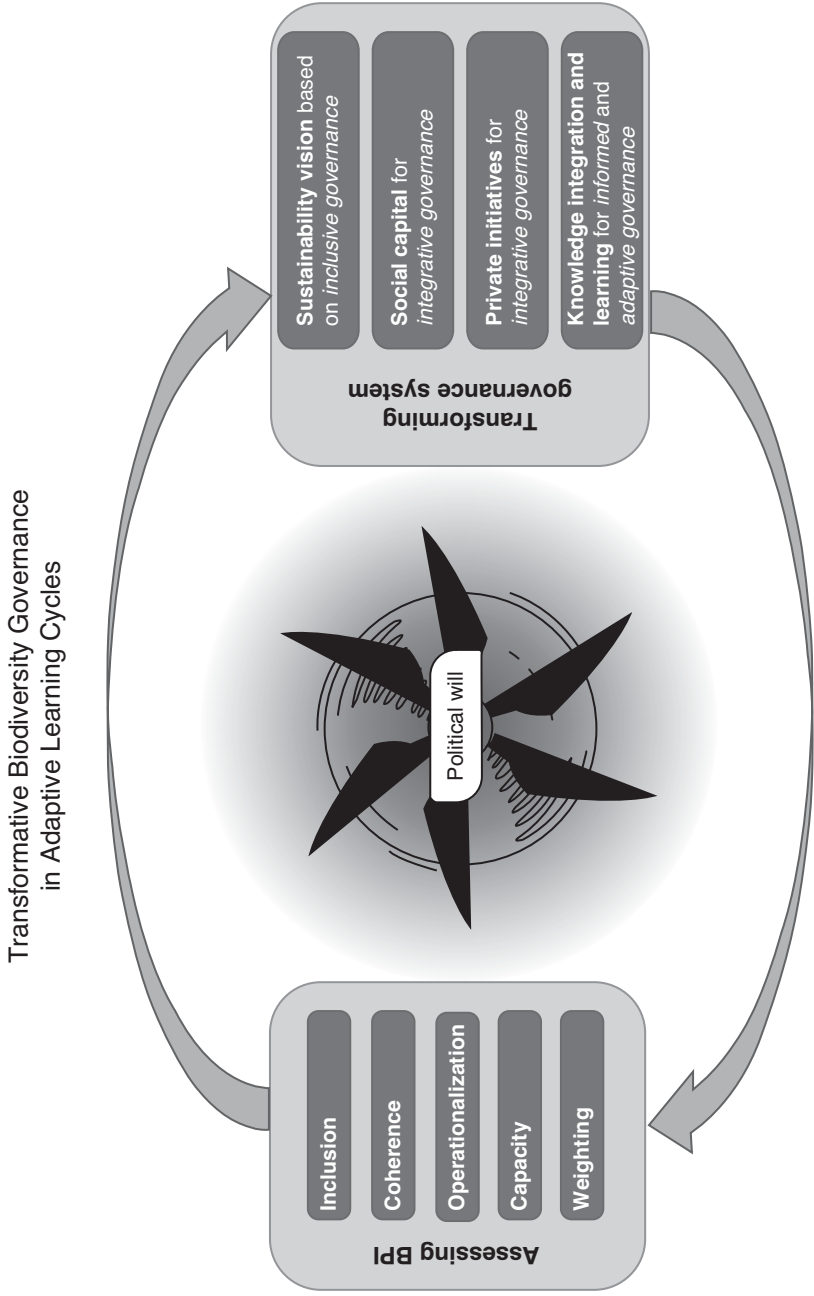 Transformative Biodiversity Governance
in Adaptive Learning Cycles
Assessing BPI
Inclusion
Coherence
Operationalization
Capacity
Weighting
Political will
Transforming
governance system
Sustainability vision based
on inclusive governance
Social capital for
integrative governance
Private initiatives for
integrative governance
Knowledge integration and
learning for informed and
adaptive governance